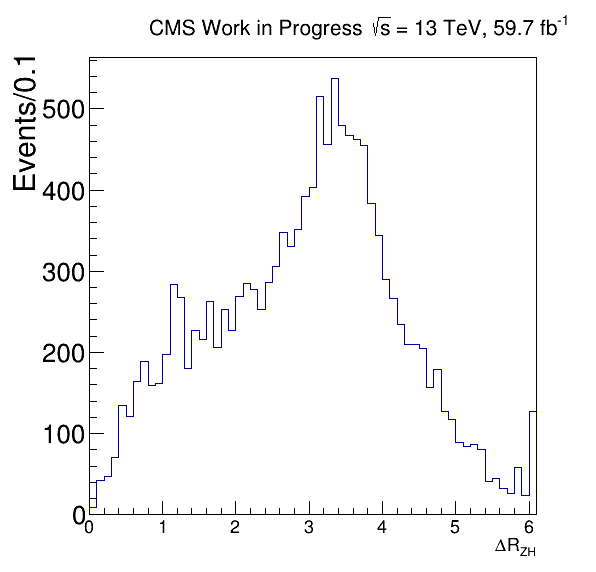 CMS Work in Progress √s = 13 TeV, 59.7 fb⁻¹
Events/0.1
500
400
300
200
100
0
0 1 2 3 4 5 6
ΔR_ZH